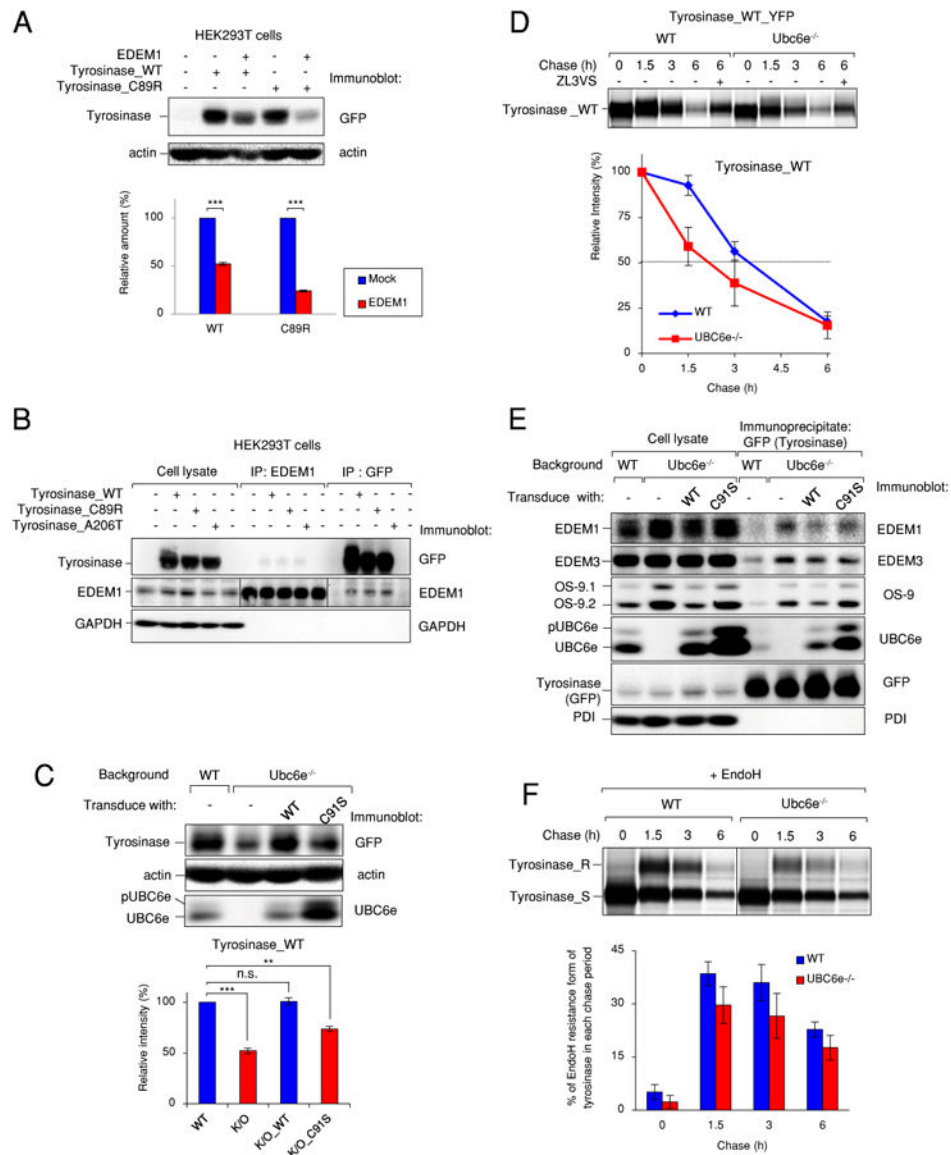 A
HEK293T cells
EDEM1 - - + - +
Tyrosinase_WT - + + - -
Tyrosinase_C89R - - - + +
Immunoblot:
Tyrosinase GFP
actin actin
Relative amount (%)
100
50
0
***
***
WT C89R
Mock
EDEM1
B
HEK293T cells
Cell lysate IP: EDEM1 IP : GFP
Tyrosinase_WT
Tyrosinase_C89R
Tyrosinase_A206T
Immunoblot:
Tyrosinase GFP
EDEM1 EDEM1
GAPDH GAPDH
C
Background WT Ubc6e-/-
Transduce with: - - WT C91S
Immunoblot:
Tyrosinase GFP
actin actin
pUBC6e
UBC6e UBC6e
Tyrosinase_WT
**
n.s.
***
Relative intensity (%)
100
50
0
WT K/O K/O_WT K/O_C91S
D
Tyrosinase_WT_YFP
WT Ubc6e-/-
Chase (h) 0 1.5 3 6 6 0 1.5 3 6 6
ZL3VS + +
Tyrosinase _WT
Tyrosinase_WT
Relative Intensity (%)
100
75
50
25
0
WT
UBC6e-/-
0 1.5 3 4.5 6
Chase (h)
E
Immunoprecipitate:
Cell lysate GFP (Tyrosinase)
Background WT Ubc6e-/- WT Ubc6e-/-
Transduce with: - - WT C91S - - WT C91S
Immunoblot:
EDEM1 EDEM1
EDEM3 EDEM3
OS-9.1
OS-9.2
OS-9
pUBC6e
UBC6e
UBC6e
Tyrosinase
(GFP)
GFP
PDI PDI
F
+ EndoH
WT Ubc6e-/-
Chase (h) 0 1.5 3 6 0 1.5 3 6
Tyrosinase_R
Tyrosinase_S
% of EndoH resistance form of
tyrosinase in each chase period
45
30
15
0
WT
UBC6e-/-
0 1.5 3 6
Chase (h)